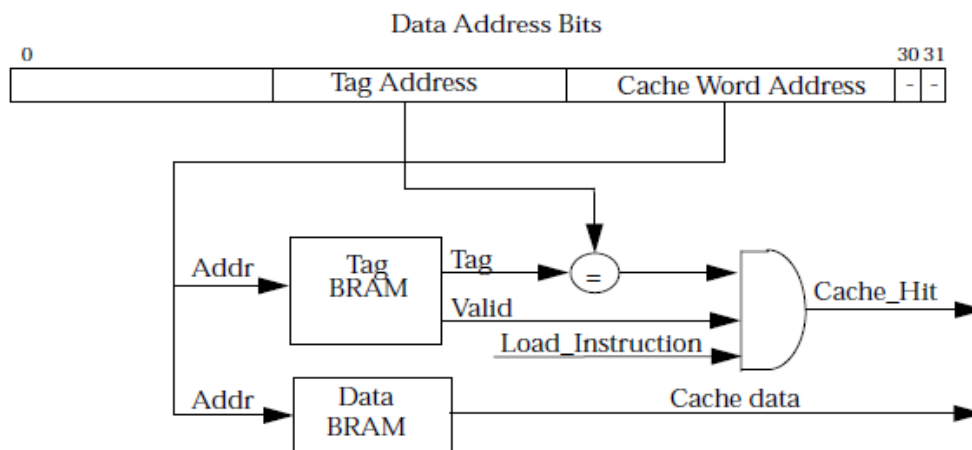 Data Address Bits
0 30 31
Tag Address Cache Word Address - -
Addr Tag BRAM Tag = Cache_Hit
Valid
Load_Instruction
Addr Data BRAM Cache data